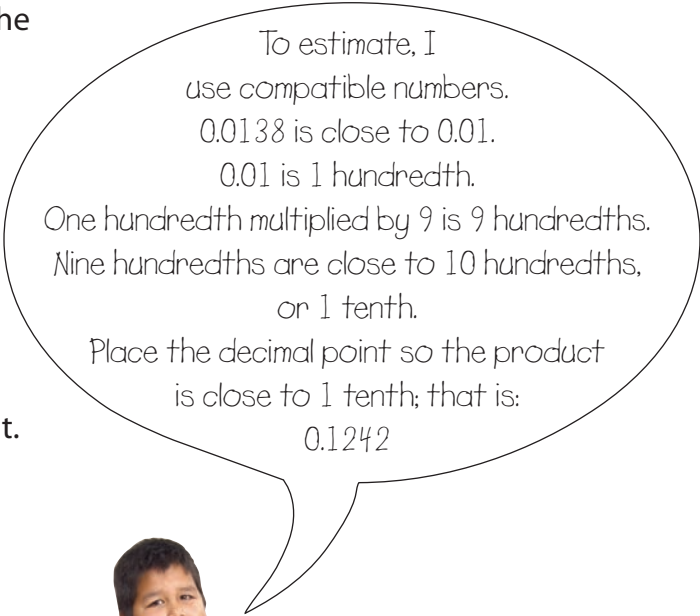 he
To estimate, I
use compatible numbers.
0.0138 is close to 0.01.
0.01 is 1 hundredth.
One hundredth multiplied by 9 is 9 hundredths.
Nine hundredths are close to 10 hundredths,
or 1 tenth.
Place the decimal point so the product
is close to 1 tenth; that is:
t.
0.1242